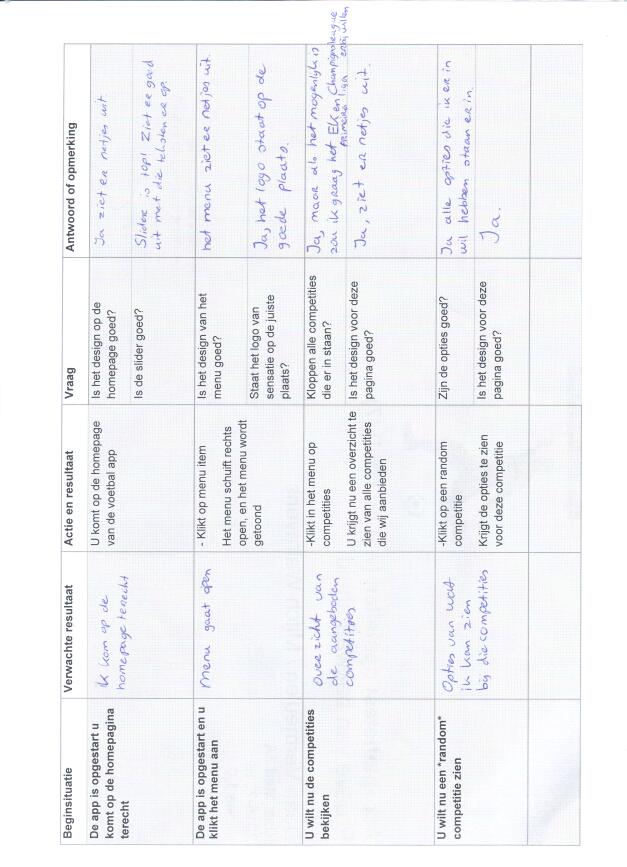 Beginsituatie
Verwachte resultaat
Actie en resultaat
Vraag
Antwoord of opmerking
De app is opgestart u
komt op de homepagina
terecht
ik kom op de
homepage terecht
U komt op de homepage
van de voetbal app
Is het design op de
homepage goed?
Ja ziet er netjes uit.
Is de slider goed?
Slider is top! Ziet er goed
uit met die teksten er op.
De app is opgestart en u
klikt het menu aan
Menu gaat open
- Klikt op menu item
Het menu schuift rechts
open, en het menu wordt
getoond
Is het design van het
menu goed?
het menu ziet er netjes uit.
Staat het logo van
sensatie op de juiste
plaats?
Ja, het logo staat op de
goede plaats.
U wilt nu de competities
bekijken
overzicht van
de aangeboden
competities
-Klikt in het menu op
competities
U krijgt nu een overzicht te
zien van alle competities
die wij aanbieden
Kloppen alle competities
die er in staan?
Ja, maar als het mogenlijk is
zou ik graag het EK en Champignsleague
primeira liga erbij willen
Is het design voor deze
pagina goed?
Ja, ziet er netjes uit.
U wilt nu een *random*
competitie zien
Opties van wat
ik kan zien
bij die competities
-Klikt op een random
competitie
Krijgt de opties te zien
voor deze competitie
Zijn de opties goed?
Ja alle opties die ik er in
wil hebben staan er in.
Is het design voor deze
pagina goed?
Ja.